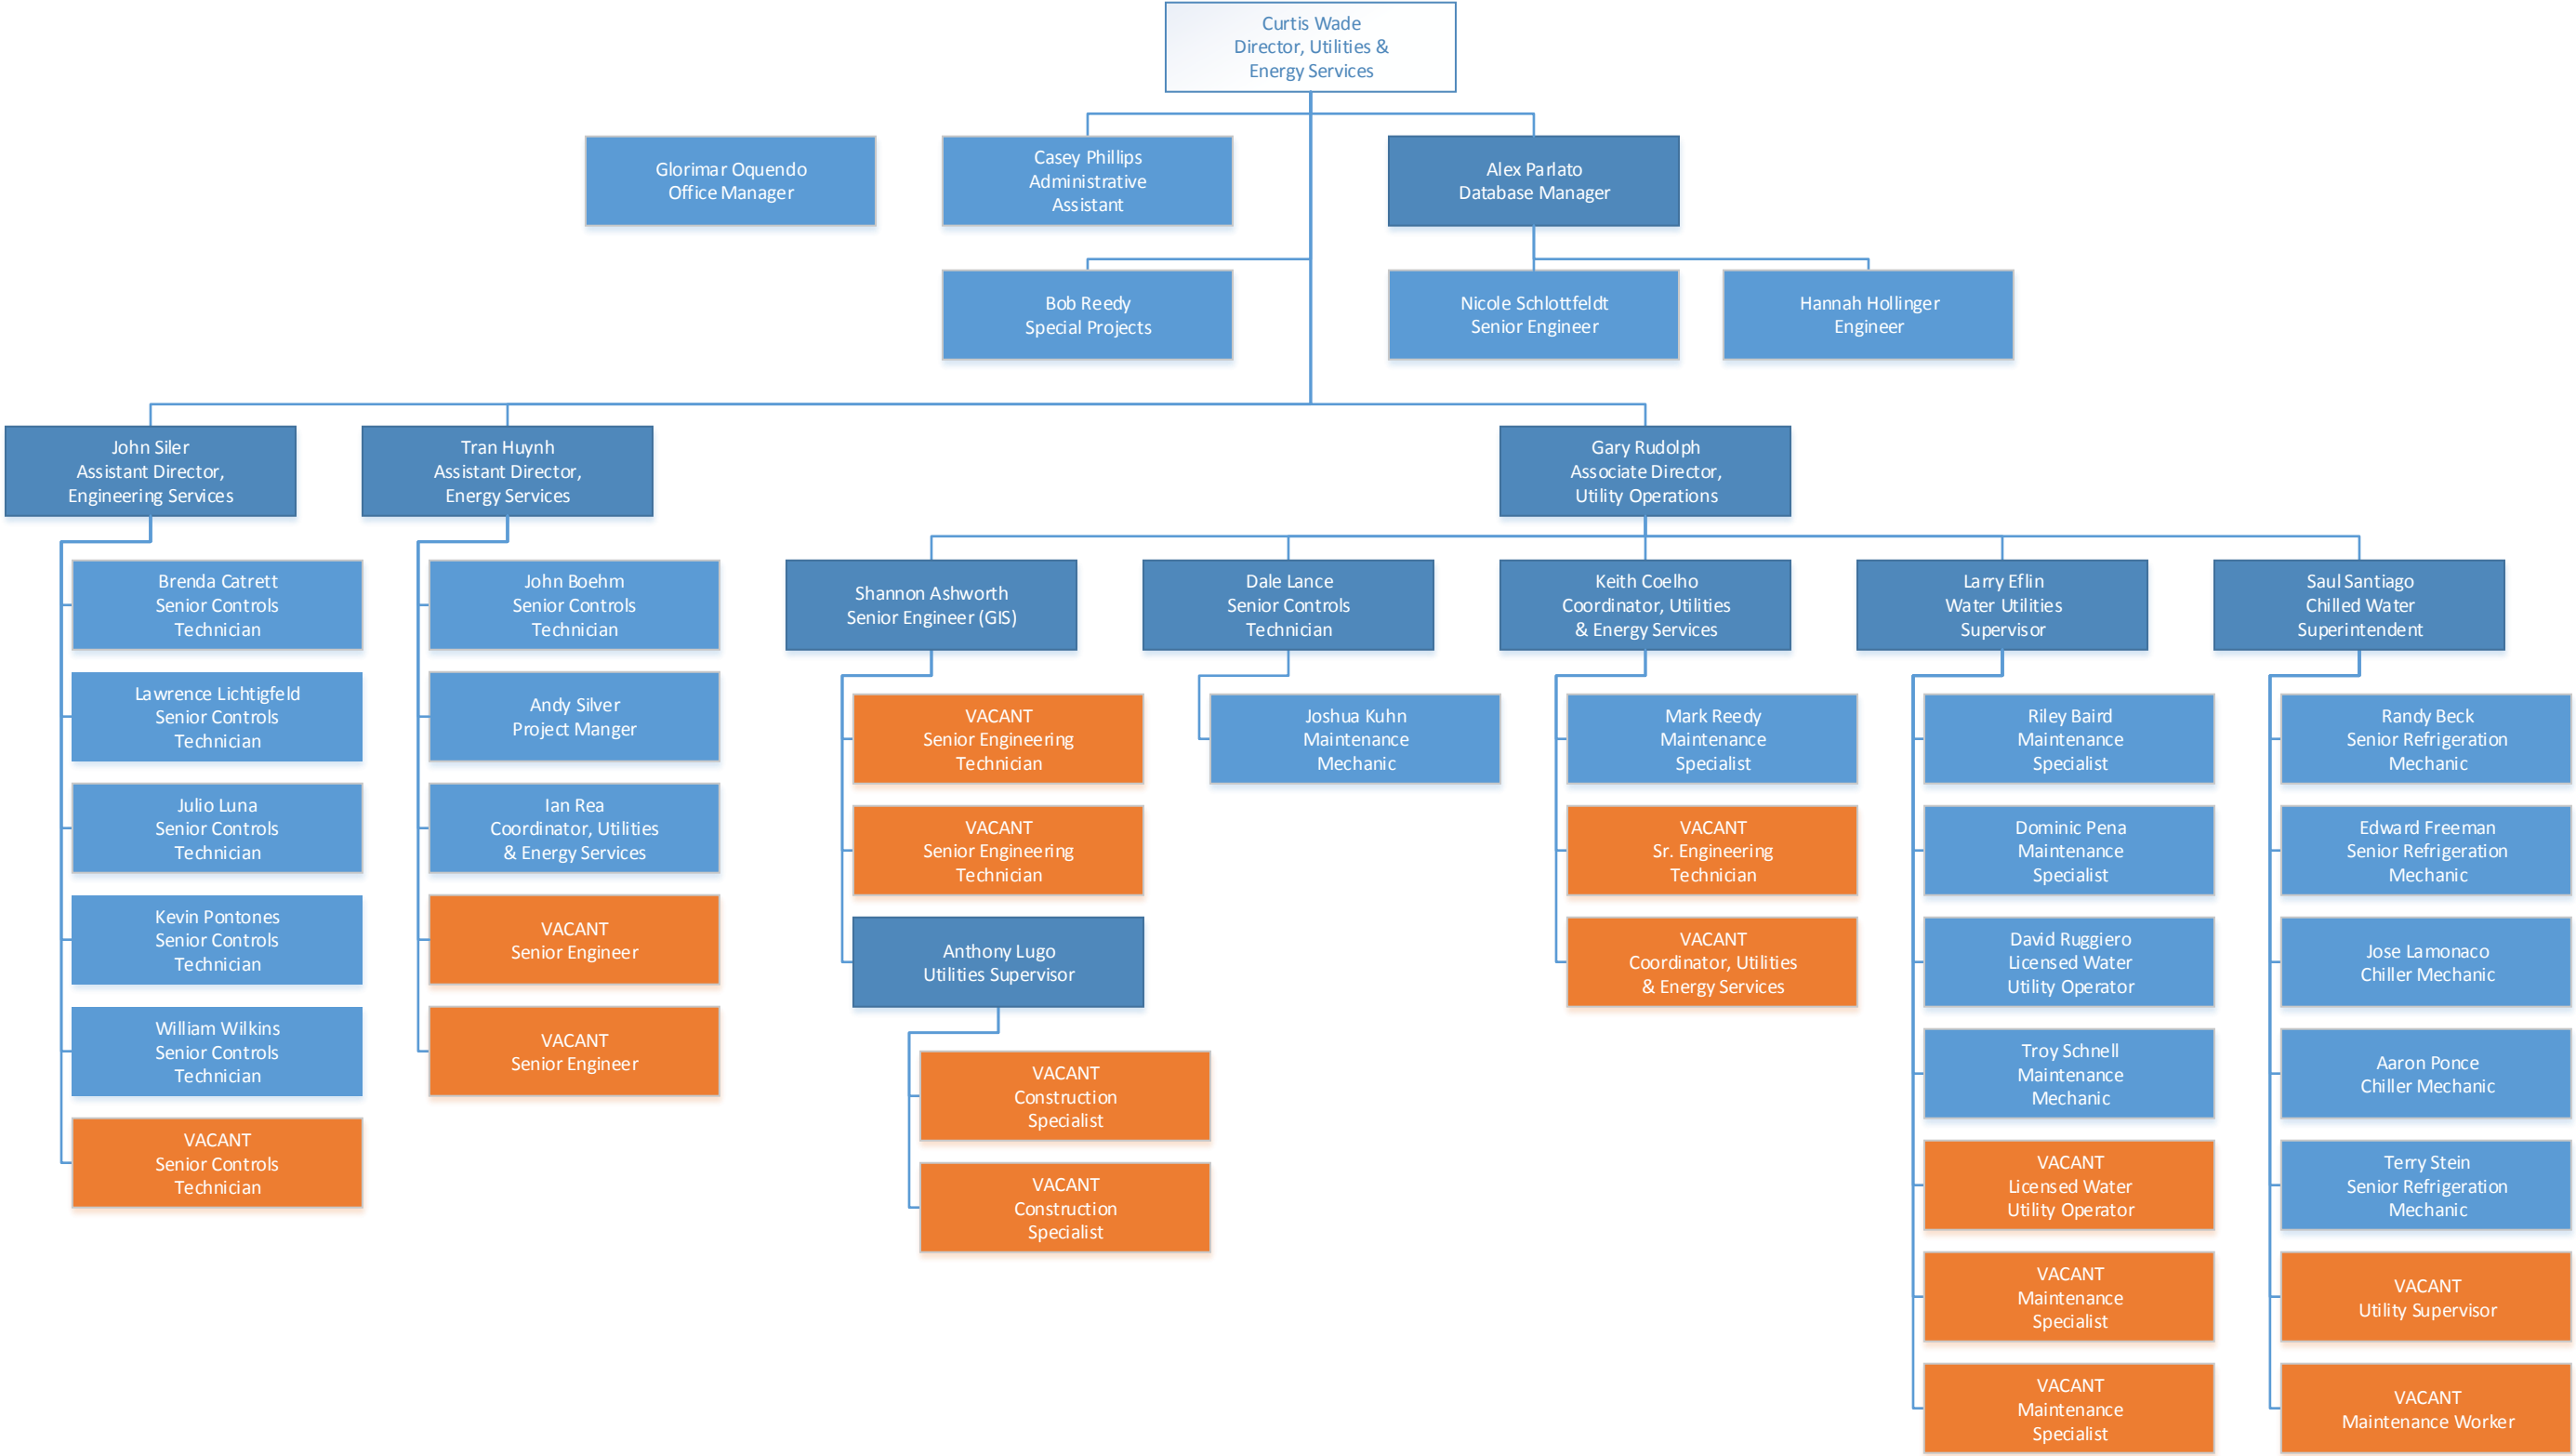 Curtis Wade
Director, Utilities &
Energy Services
Glorimar Oquendo
Office Manager
Casey Phillips
Administrative
Assistant
Alex Parlato
Database Manager
Bob Reedy
Special Projects
Nicole Schlottfeldt
Senior Engineer
Hannah Hollinger
Engineer
John Siler
Assistant Director,
Engineering Services
Tran Huynh
Assistant Director,
Energy Services
Gary Rudolph
Associate Director,
Utility Operations
Brenda Catrett
Senior Controls
Technician
Lawrence Lichtigfeld
Senior Controls
Technician
Julio Luna
Senior Controls
Technician
Kevin Pontones
Senior Controls
Technician
William Wilkins
Senior Controls
Technician
VACANT
Senior Controls
Technician
John Boehm
Senior Controls
Technician
Andy Silver
Project Manger
Ian Rea
Coordinator, Utilities
& Energy Services
VACANT
Senior Engineer
VACANT
Senior Engineer
Shannon Ashworth
Senior Engineer (GIS)
VACANT
Senior Engineering
Technician
VACANT
Senior Engineering
Technician
Anthony Lugo
Utilities Supervisor
VACANT
Construction
Specialist
VACANT
Construction
Specialist
Dale Lance
Senior Controls
Technician
Joshua Kuhn
Maintenance
Mechanic
Keith Coelho
Coordinator, Utilities
& Energy Services
Mark Reedy
Maintenance
Specialist
VACANT
Sr. Engineering
Technician
VACANT
Coordinator, Utilities
& Energy Services
Larry Eflin
Water Utilities
Supervisor
Riley Baird
Maintenance
Specialist
Dominic Pena
Maintenance
Specialist
David Ruggiero
Licensed Water
Utility Operator
Troy Schnell
Maintenance
Mechanic
VACANT
Licensed Water
Utility Operator
VACANT
Maintenance
Specialist
VACANT
Maintenance
Specialist
Saul Santiago
Chilled Water
Superintendent
Randy Beck
Senior Refrigeration
Mechanic
Edward Freeman
Senior Refrigeration
Mechanic
Jose Lamonaco
Chiller Mechanic
Aaron Ponce
Chiller Mechanic
Terry Stein
Senior Refrigeration
Mechanic
VACANT
Utility Supervisor
VACANT
Maintenance Worker